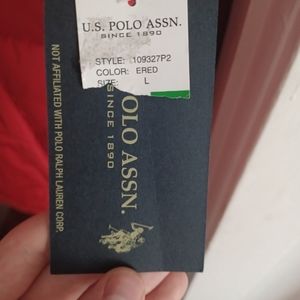 U.S. POLO ASSN.
SINCE 1890
STYLE: 109327P2
COLOR: ERED
SIZE: L
POLO ASSN.
SINCE 1890
NOT AFFILIATED WITH POLO RALPH LAUREN CORP.